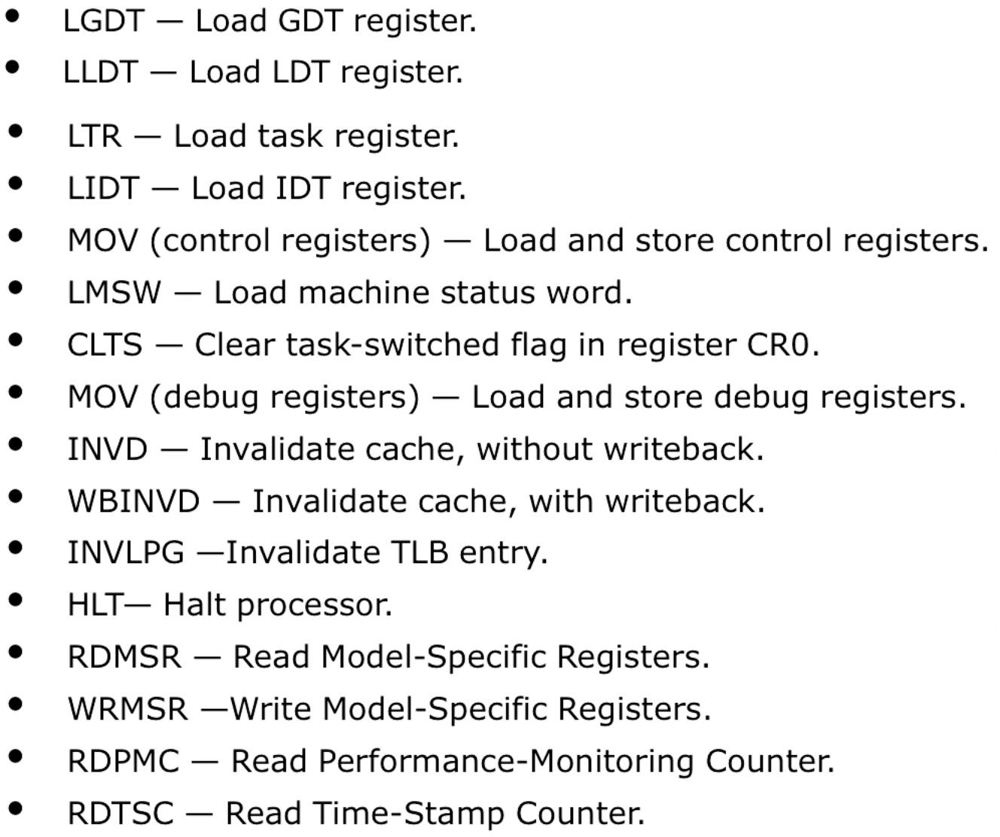 • LGDT — Load GDT register.
• LLDT — Load LDT register.
• LTR — Load task register.
• LIDT — Load IDT register.
• MOV (control registers) — Load and store control registers.
• LMSW — Load machine status word.
• CLTS — Clear task-switched flag in register CR0.
• MOV (debug registers) — Load and store debug registers.
• INVD — Invalidate cache, without writeback.
• WBINVD — Invalidate cache, with writeback.
• INVLPG —Invalidate TLB entry.
• HLT— Halt processor.
• RDMSR — Read Model-Specific Registers.
• WRMSR —Write Model-Specific Registers.
• RDPMC — Read Performance-Monitoring Counter.
• RDTSC — Read Time-Stamp Counter.